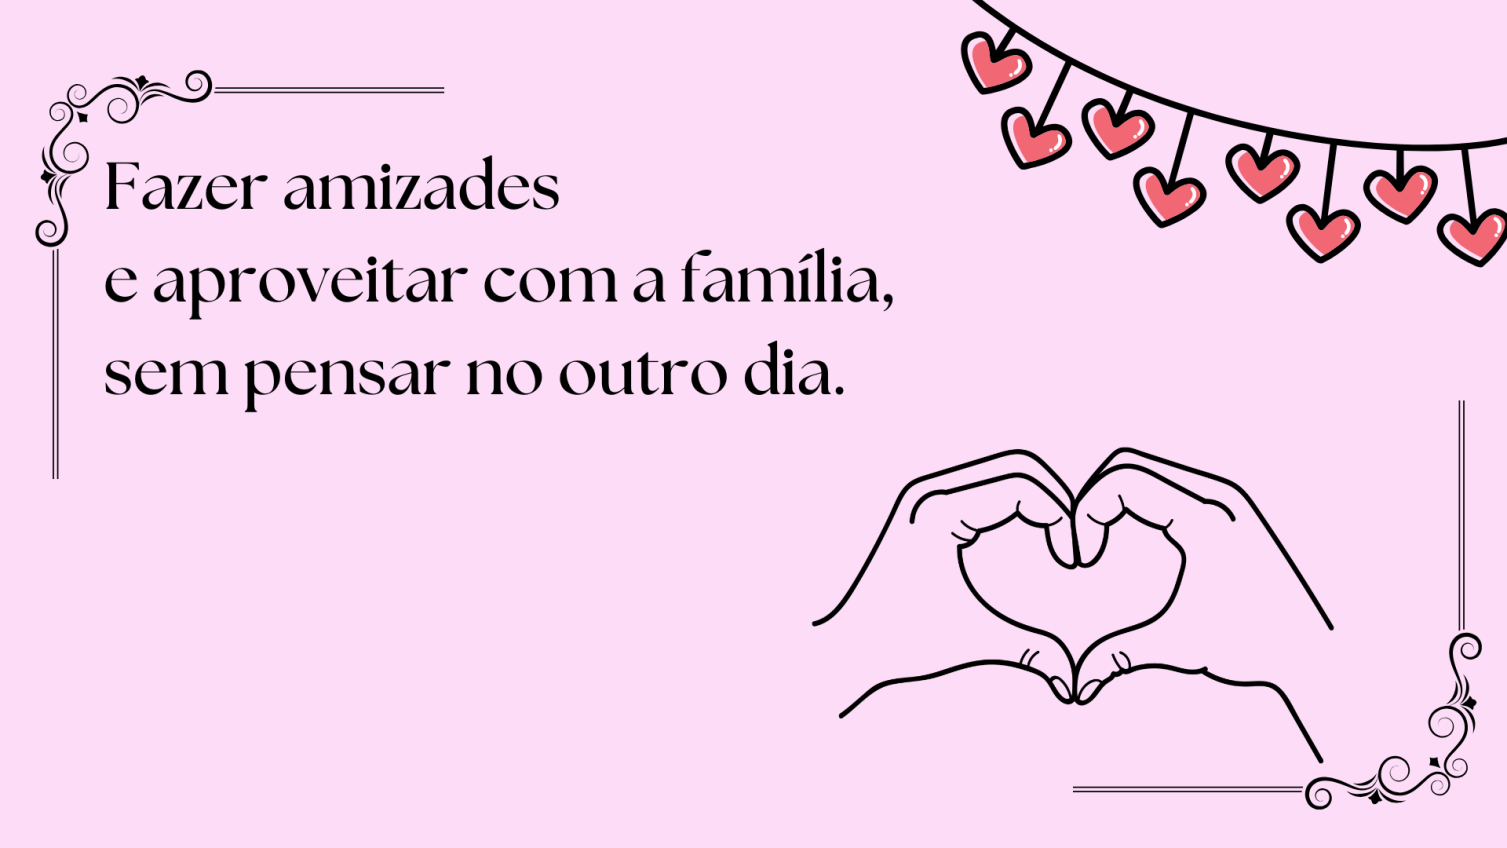 Fazer amizades
e aproveitar com a família,
sem pensar no outro dia.